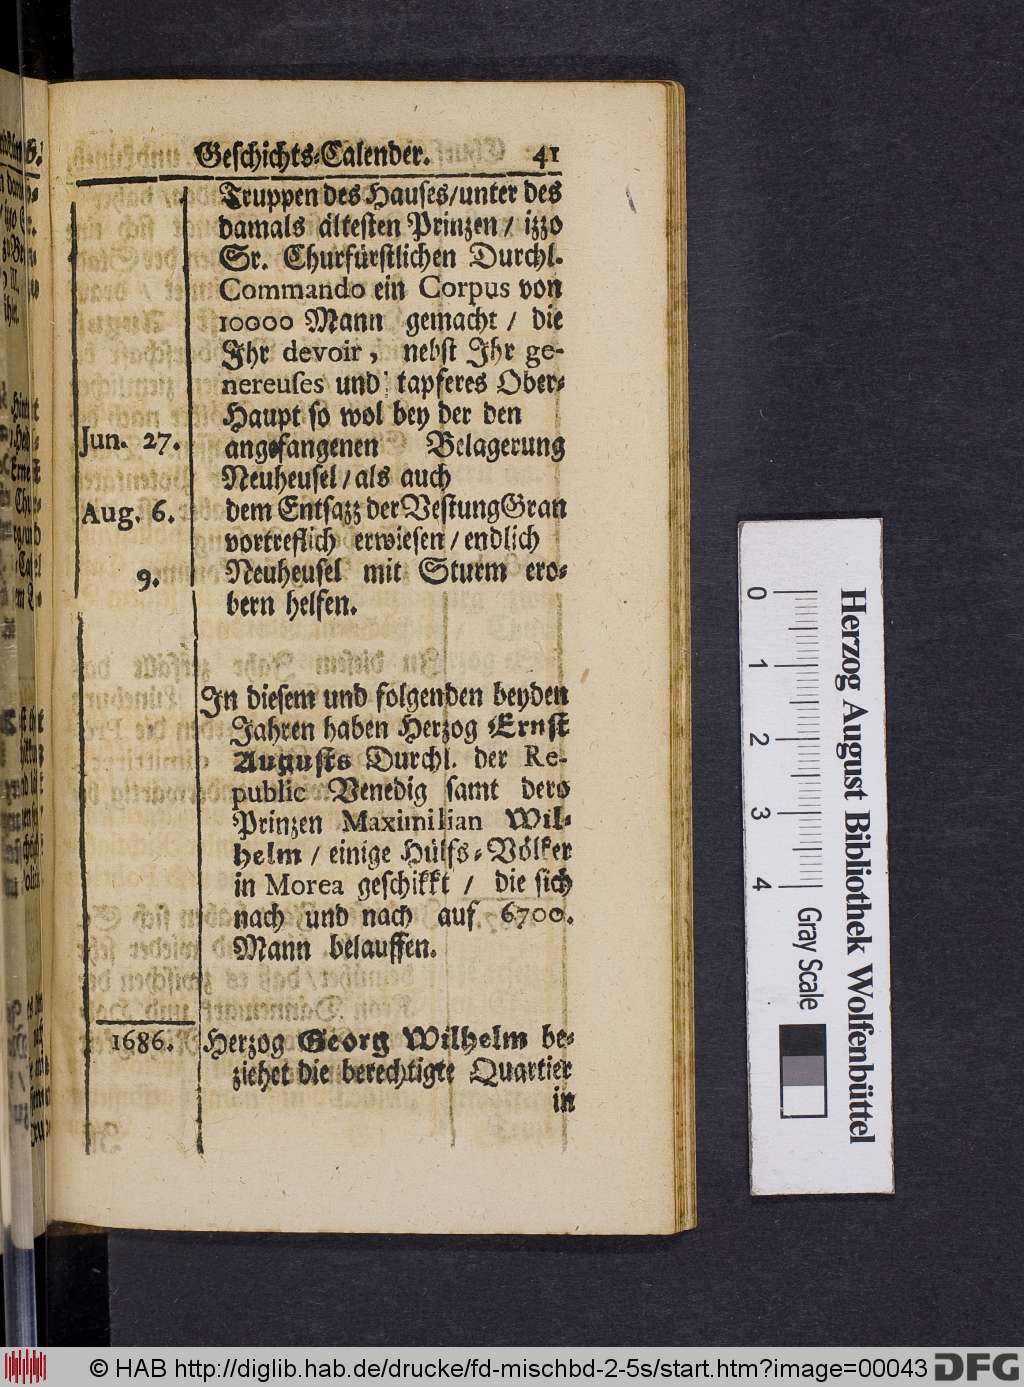 Geschichts-Calender. 41
Truppen des Hauses/unter des
damals ältesten Prinzen/ izzo
Sr. Churfürstlichen Durchl.
Commando ein Corpus von
10000 Mann gemacht / die
Ihr devoir, nebst Ihr ge-
nereuses und tapferes Ober-
Haupt so wol bey der den
Jun. 27. angefangenen Belagerung
Neuheusel/als auch
Aug. 6. dem Entsazz der Vestung Gran
vortreflich erwiesen/endlich
9. Neuheusel mit Sturm ero-
bern helfen.
In diesem und folgenden beyden
Jahren haben Herzog Ernst
Augusts Durchl. der Re-
public Venedig samt dero
Prinzen Maximilian Wil-
helm / einige Hülfs-Völker
in Morea geschikkt / die sich
nach und nach auf 6700.
Mann belauffen.
1686. Herzog Georg Wilhelm be-
ziehet die berechtigte Quartier
in
0 1 2 3 4
Gray Scale
Herzog August Bibliothek Wolfenbüttel
© HAB http://diglib.hab.de/drucke/fd-mischbd-2-5s/start.htm?image=00043
DFG